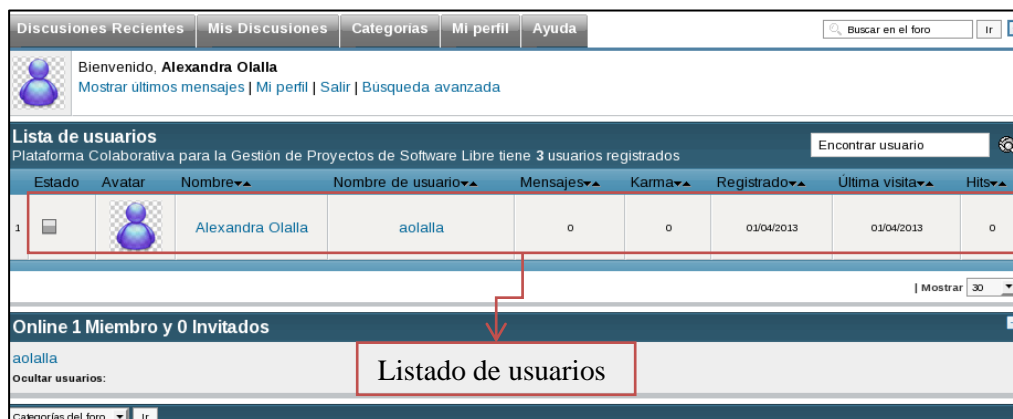 Discusiones Recientes Mis Discusiones Categorías Mi perfil Ayuda Buscar en el foro Ir
Bienvenido, Alexandra Olalla
Mostrar últimos mensajes | Mi perfil | Salir | Búsqueda avanzada
Lista de usuarios
Plataforma Colaborativa para la Gestión de Proyectos de Software Libre tiene 3 usuarios registrados
Encontrar usuario
Estado Avatar Nombre Nombre de usuario Mensajes Karma Registrado Última visita Hits
1 Alexandra Olalla aolalla 0 0 01/04/2013 01/04/2013 0
| Mostrar 30
Online 1 Miembro y 0 Invitados
aolalla
Ocultar usuarios:
Listado de usuarios
Categorías del foro Ir